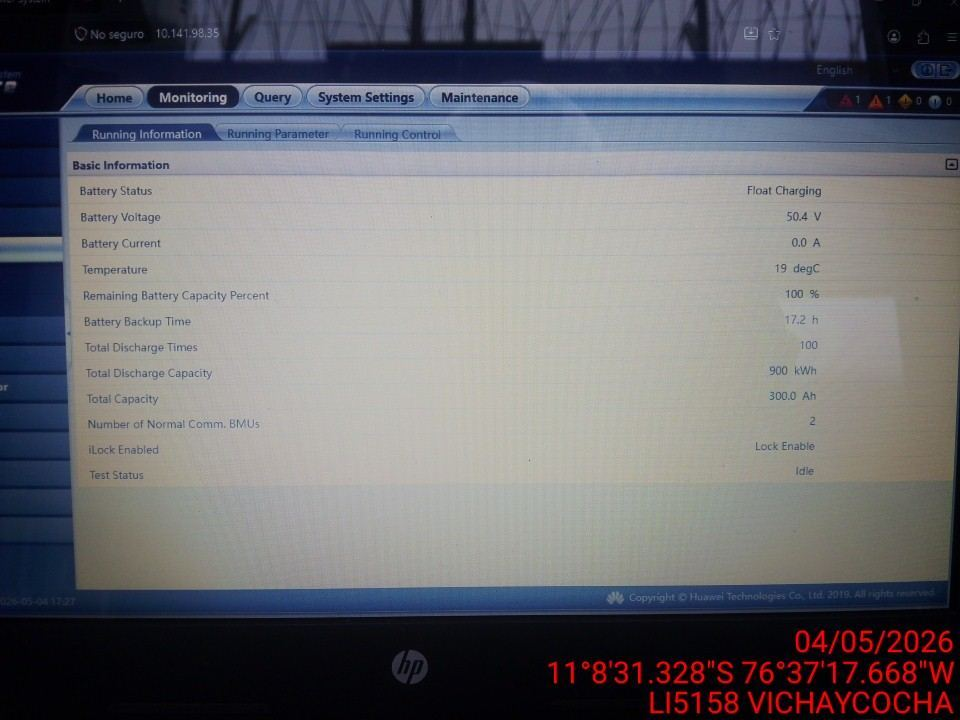 No seguro 10.141.98.35
English
Home Monitoring Query System Settings Maintenance 1 1 0 0
Running Information Running Parameter Running Control
Basic Information
Battery Status Float Charging
Battery Voltage 50.4 V
Battery Current 0.0 A
Temperature 19 degC
Remaining Battery Capacity Percent 100 %
Battery Backup Time 17.2 h
Total Discharge Times 100
Total Discharge Capacity 900 kWh
Total Capacity 300.0 Ah
Number of Normal Comm. BMUs 2
iLock Enabled Lock Enable
Test Status Idle
026-05-04 17:27 Copyright © Huawei Technologies Co., Ltd. 2019. All rights reserved.
hp
04/05/2026
11°8'31.328"S 76°37'17.668"W
LI5158 VICHAYCOCHA